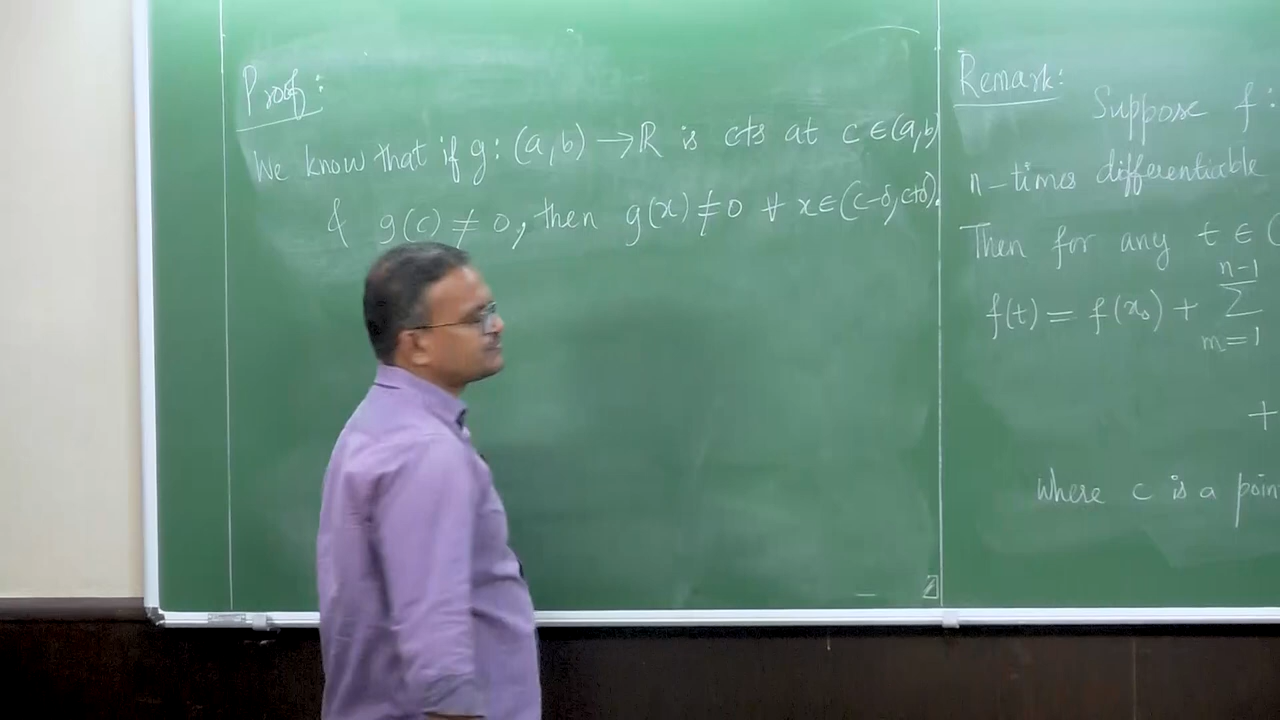 Proof:
We know that if g: (a,b) → R is cts at c ∈ (a,b)
& g(c) ≠ 0, then g(x) ≠ 0 ∀ x ∈ (c-δ, c+δ).
Remark:
Suppose f:
n-times differentiable
Then for any t ∈ (
f(t) = f(x₀) + ∑ₘ₌₁ⁿ⁻¹
+
where c is a poin